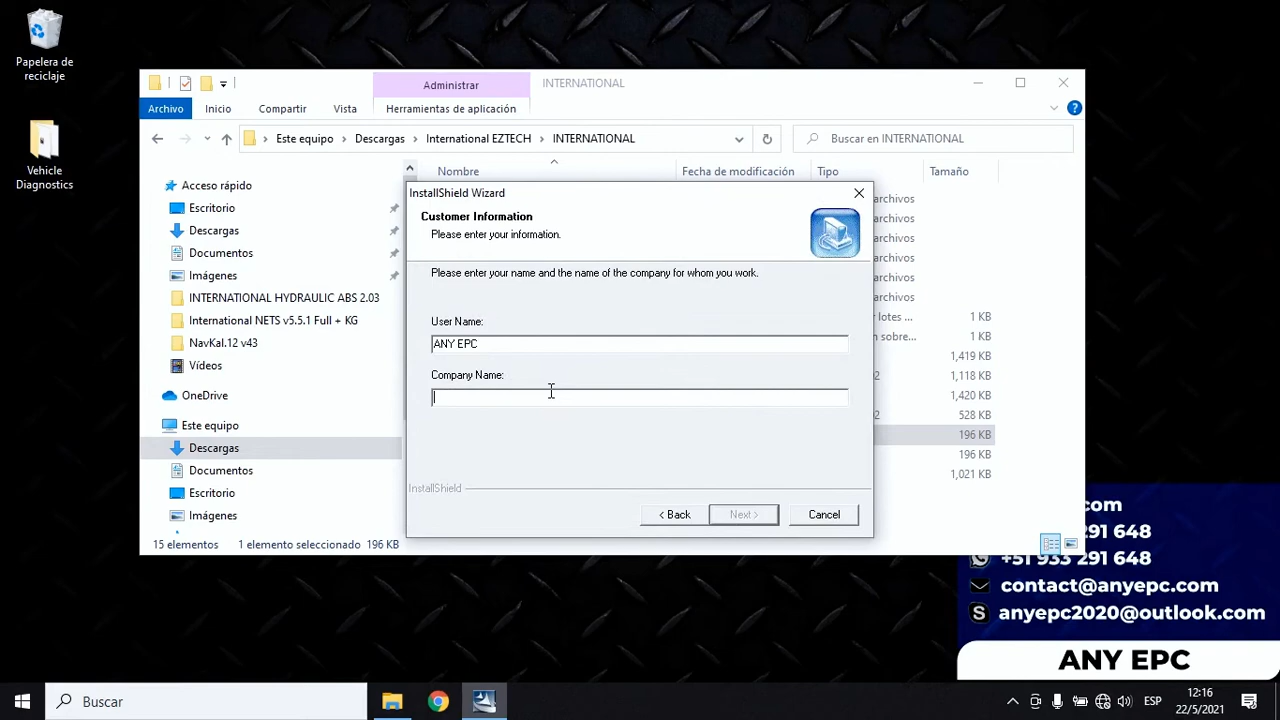 Papelera de
reciclaje
Vehicle
Diagnostics
Administrar
INTERNATIONAL
Archivo
Inicio
Compartir
Vista
Herramientas de aplicación
Este equipo
Descargas
International EZTECH
INTERNATIONAL
Buscar en INTERNATIONAL
Nombre
Fecha de modificación
Tipo
Tamaño
Acceso rápido
Escritorio
Descargas
Documentos
Imágenes
INTERNATIONAL HYDRAULIC ABS 2.03
International NETS v5.5.1 Full + KG
NavKal.12 v43
Vídeos
OneDrive
Este equipo
Descargas
Documentos
Escritorio
Imágenes
archivos
archivos
archivos
archivos
archivos
archivos
or lotes ...
1 KB
n sobre...
1 KB
1,419 KB
2
1,118 KB
1,420 KB
02
528 KB
196 KB
196 KB
1,021 KB
15 elementos
1 elemento seleccionado
196 KB
InstallShield Wizard
Customer Information
Please enter your information.
Please enter your name and the name of the company for whom you work.
User Name:
ANY EPC
Company Name:
InstallShield
< Back
Next >
Cancel
com
291 648
+51 933 291 648
contact@anyepc.com
anyepc2020@outlook.com
ANY EPC
Buscar
ESP
12:16
22/5/2021